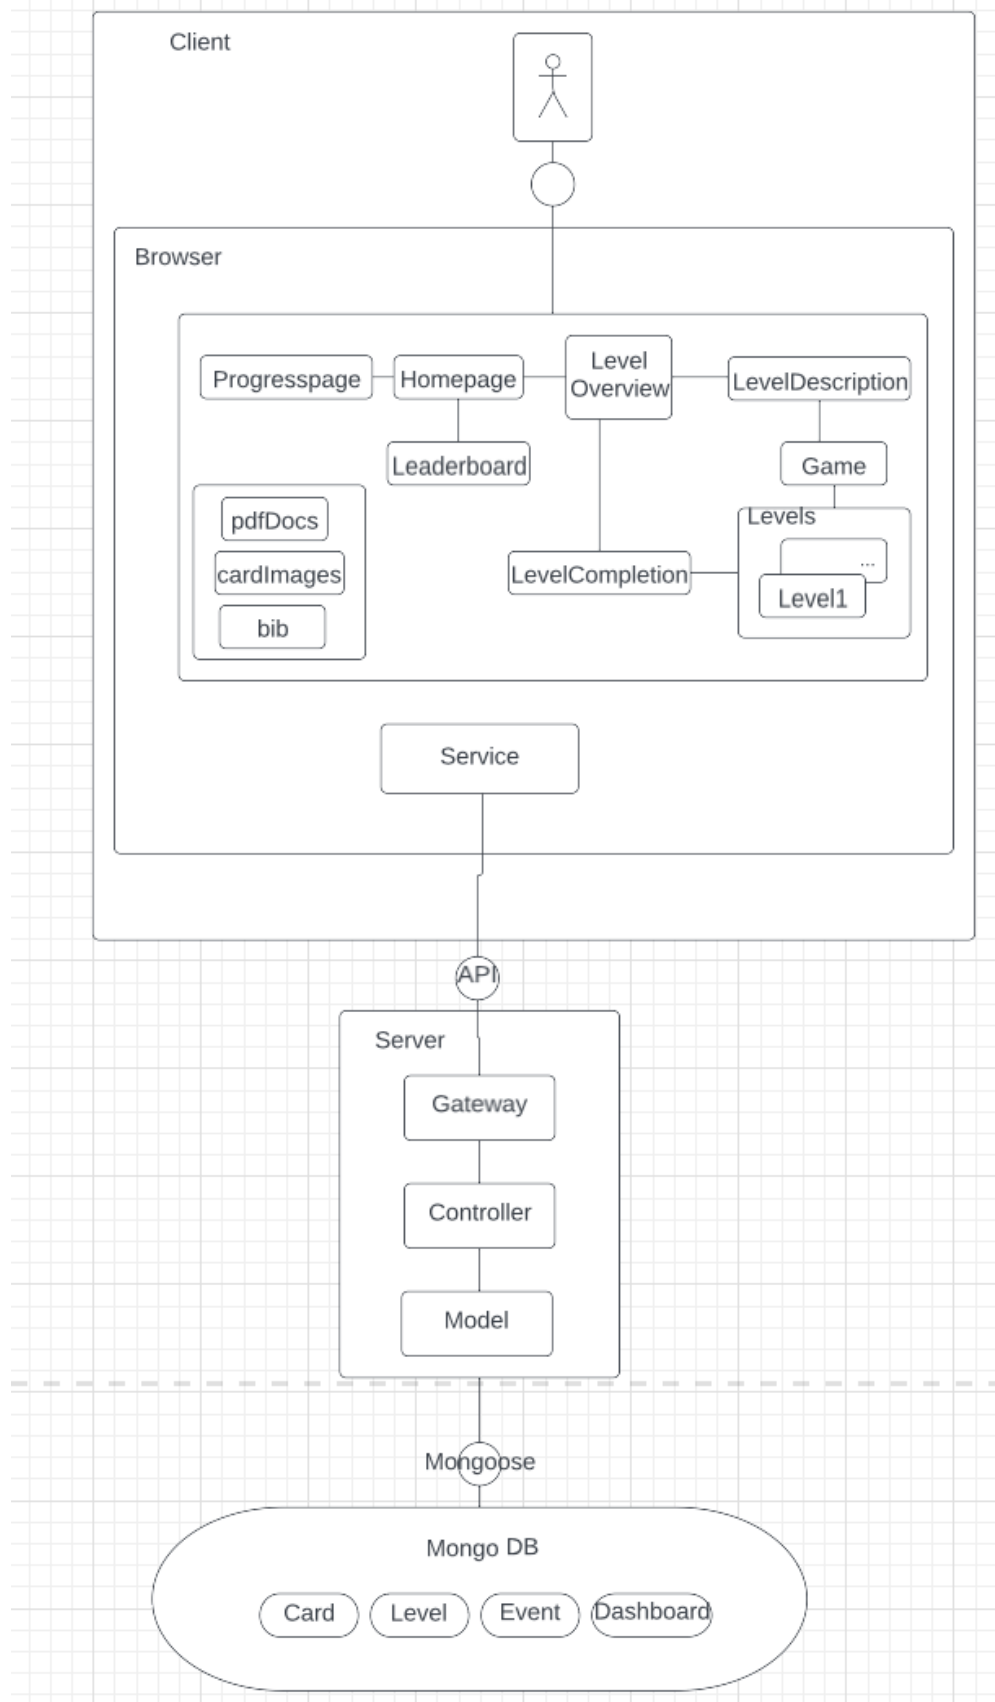 Client
Browser
Progresspage
Homepage
Level
Overview
LevelDescription
Leaderboard
Game
pdfDocs
cardImages
bib
LevelCompletion
Levels
...
Level1
Service
API
Server
Gateway
Controller
Model
Mongoose
Mongo DB
Card
Level
Event
Dashboard